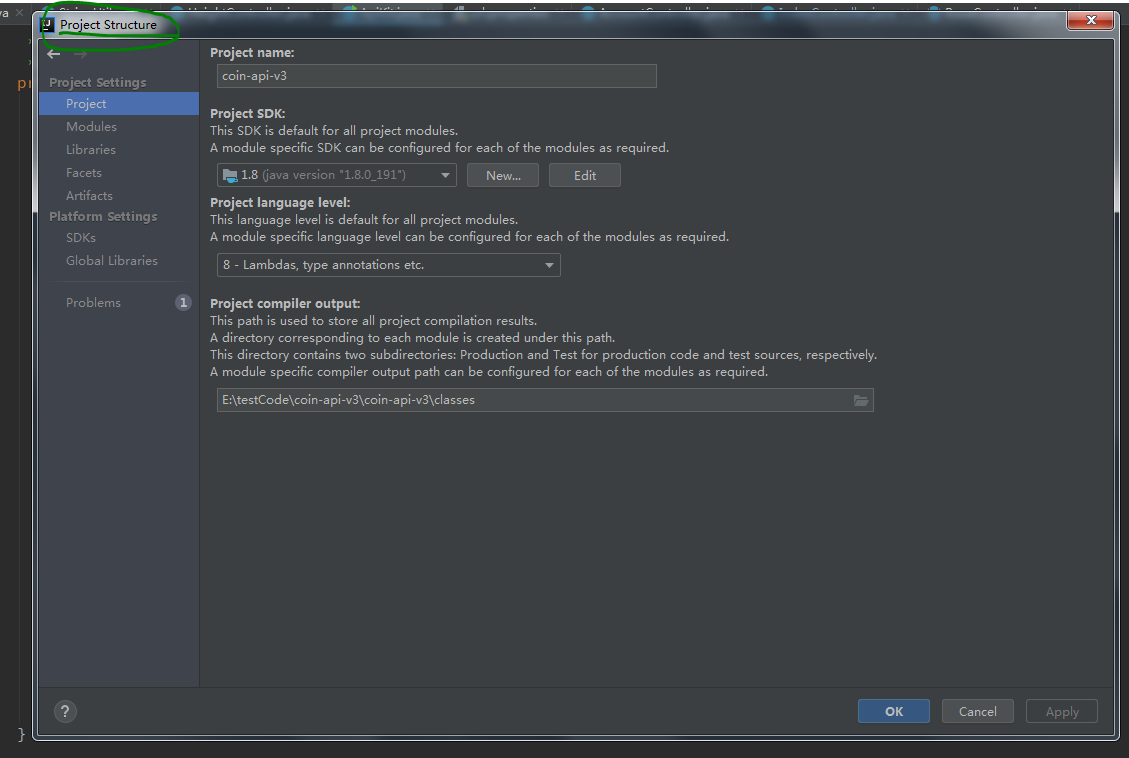 Project Structure
Project Settings
Project
Modules
Libraries
Facets
Artifacts
Platform Settings
SDKs
Global Libraries
Problems 1
Project name:
coin-api-v3
Project SDK:
This SDK is default for all project modules.
A module specific SDK can be configured for each of the modules as required.
1.8 (java version "1.8.0_191")
New...
Edit
Project language level:
This language level is default for all project modules.
A module specific language level can be configured for each of the modules as required.
8 - Lambdas, type annotations etc.
Project compiler output:
This path is used to store all project compilation results.
A directory corresponding to each module is created under this path.
This directory contains two subdirectories: Production and Test for production code and test sources, respectively.
A module specific compiler output path can be configured for each of the modules as required.
E:\testCode\coin-api-v3\coin-api-v3\classes
?
OK
Cancel
Apply
}